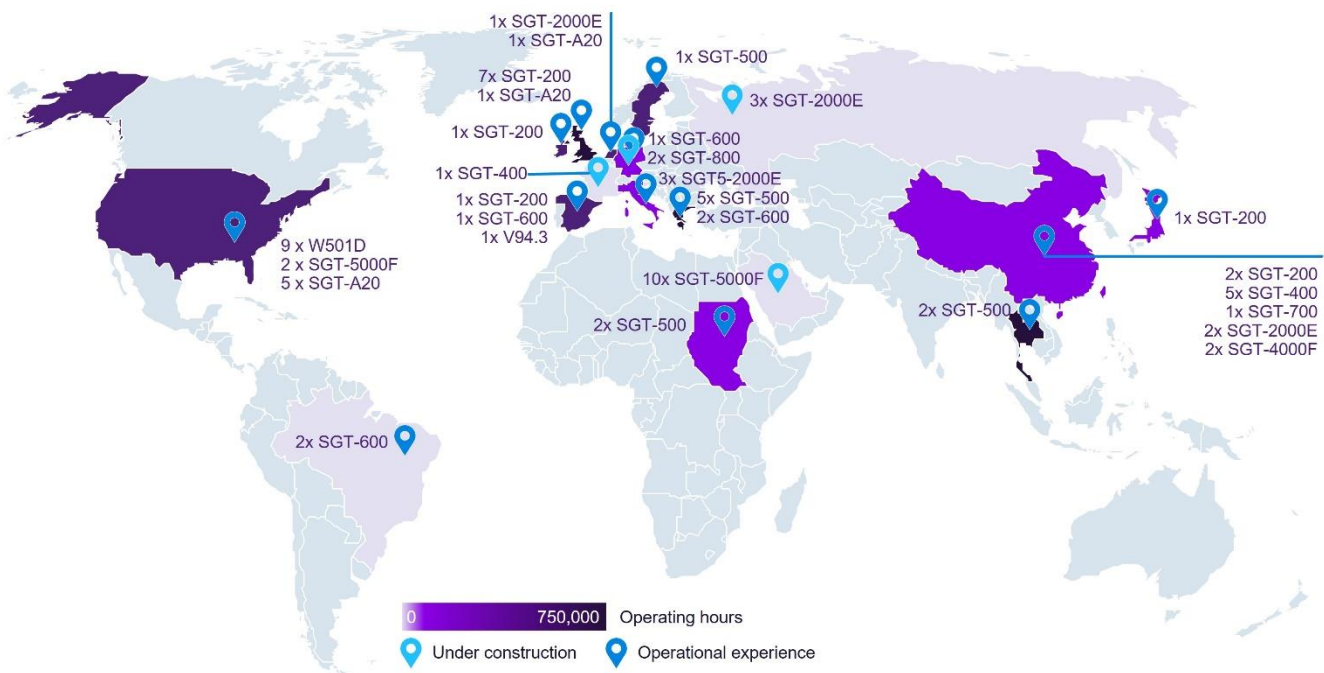 1x SGT-2000E
1x SGT-A20
1x SGT-500
7x SGT-200
1x SGT-A20
3x SGT-2000E
1x SGT-200
1x SGT-600
2x SGT-800
1x SGT-400
3x SGT5-2000E
1x SGT-200
1x SGT-600
1x V94.3
5x SGT-500
2x SGT-600
1x SGT-200
9 x W501D
2 x SGT-5000F
5 x SGT-A20
10x SGT-5000F
2x SGT-500
2x SGT-500
2x SGT-200
5x SGT-400
1x SGT-700
2x SGT-2000E
2x SGT-4000F
2x SGT-600
0 750,000 Operating hours
Under construction Operational experience